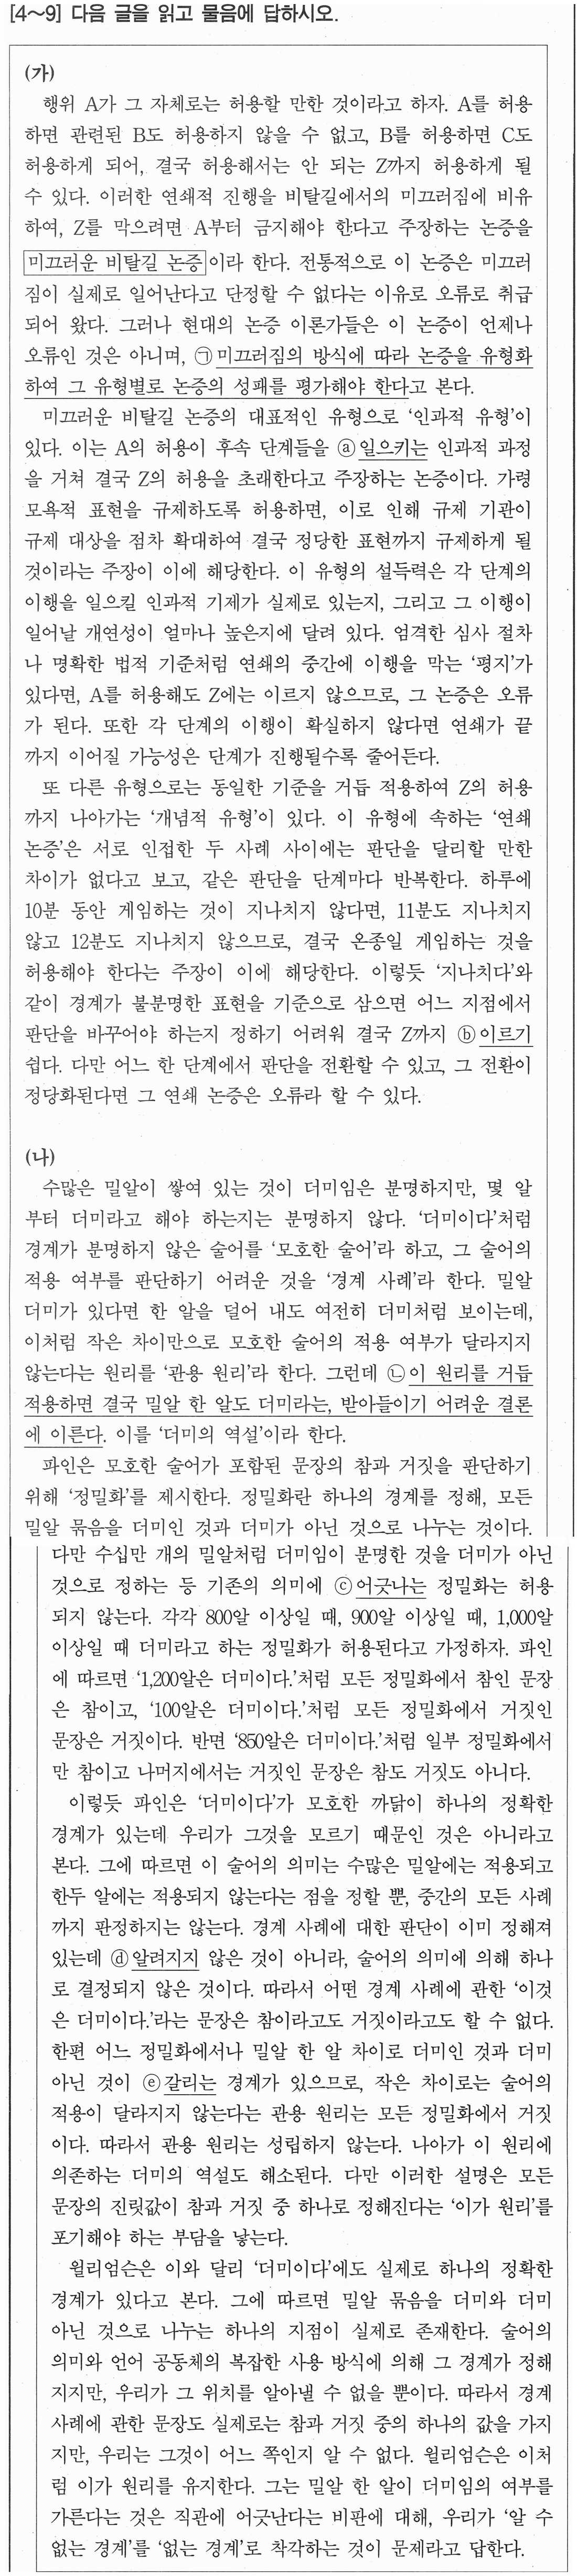 [4~9] 다음 글을 읽고 물음에 답하시오.
(가)
행위 A가 그 자체로는 허용할 만한 것이라고 하자. A를 허용
하면 관련된 B도 허용하지 않을 수 없고, B를 허용하면 C도
허용하게 되어, 결국 허용해서는 안 되는 Z까지 허용하게 될
수 있다. 이러한 연쇄적 진행을 비탈길에서의 미끄러짐에 비유
하여, Z를 막으려면 A부터 금지해야 한다고 주장하는 논증을
미끄러운 비탈길 논증이라 한다. 전통적으로 이 논증은 미끄러
짐이 실제로 일어난다고 단정할 수 없다는 이유로 오류로 취급
되어 왔다. 그러나 현대의 논증 이론가들은 이 논증이 언제나
오류인 것은 아니며, ㉠미끄러짐의 방식에 따라 논증을 유형화
하여 그 유형별로 논증의 성패를 평가해야 한다고 본다.
미끄러운 비탈길 논증의 대표적인 유형으로 ‘인과적 유형’이
있다. 이는 A의 허용이 후속 단계들을 ⓐ일으키는 인과적 과정
을 거쳐 결국 Z의 허용을 초래한다고 주장하는 논증이다. 가령
모욕적 표현을 규제하도록 허용하면, 이로 인해 규제 기관이
규제 대상을 점차 확대하여 결국 정당한 표현까지 규제하게 될
것이라는 주장이 이에 해당한다. 이 유형의 설득력은 각 단계의
이행을 일으킬 인과적 기제가 실제로 있는지, 그리고 그 이행이
일어날 개연성이 얼마나 높은지에 달려 있다. 엄격한 심사 절차
나 명확한 법적 기준처럼 연쇄의 중간에 이행을 막는 ‘평지’가
있다면, A를 허용해도 Z에는 이르지 않으므로, 그 논증은 오류
가 된다. 또한 각 단계의 이행이 확실하지 않다면 연쇄가 끝
까지 이어질 가능성은 단계가 진행될수록 줄어든다.
또 다른 유형으로는 동일한 기준을 거듭 적용하여 Z의 허용
까지 나아가는 ‘개념적 유형’이 있다. 이 유형에 속하는 ‘연쇄
논증’은 서로 인접한 두 사례 사이에는 판단을 달리할 만한
차이가 없다고 보고, 같은 판단을 단계마다 반복한다. 하루에
10분 동안 게임하는 것이 지나치지 않다면, 11분도 지나치지
않고 12분도 지나치지 않으므로, 결국 온종일 게임하는 것을
허용해야 한다는 주장이 이에 해당한다. 이렇듯 ‘지나치다’와
같이 경계가 불분명한 표현을 기준으로 삼으면 어느 지점에서
판단을 바꾸어야 하는지 정하기 어려워 결국 Z까지 ⓑ이르기
쉽다. 다만 어느 한 단계에서 판단을 전환할 수 있고, 그 전환이
정당화된다면 그 연쇄 논증은 오류라 할 수 있다.
(나)
수많은 밀알이 쌓여 있는 것이 더미임은 분명하지만, 몇 알
부터 더미라고 해야 하는지는 분명하지 않다. ‘더미이다’처럼
경계가 분명하지 않은 술어를 ‘모호한 술어’라 하고, 그 술어의
적용 여부를 판단하기 어려운 것을 ‘경계 사례’라 한다. 밀알
더미가 있다면 한 알을 덜어 내도 여전히 더미처럼 보이는데,
이처럼 작은 차이만으로 모호한 술어의 적용 여부가 달라지지
않는다는 원리를 ‘관용 원리’라 한다. 그런데 ㉡이 원리를 거듭
적용하면 결국 밀알 한 알도 더미라는, 받아들이기 어려운 결론
에 이른다. 이를 ‘더미의 역설’이라 한다.
파인은 모호한 술어가 포함된 문장의 참과 거짓을 판단하기
위해 ‘정밀화’를 제시한다. 정밀화란 하나의 경계를 정해, 모든
밀알 묶음을 더미인 것과 더미가 아닌 것으로 나누는 것이다.
다만 수십만 개의 밀알처럼 더미임이 분명한 것을 더미가 아닌
것으로 정하는 등 기존의 의미에 ⓒ어긋나는 정밀화는 허용
되지 않는다. 각각 800알 이상일 때, 900알 이상일 때, 1,000알
이상일 때 더미라고 하는 정밀화가 허용된다고 가정하자. 파인
에 따르면 ‘1,200알은 더미이다.’처럼 모든 정밀화에서 참인 문장
은 참이고, ‘100알은 더미이다.’처럼 모든 정밀화에서 거짓인
문장은 거짓이다. 반면 ‘850알은 더미이다.’처럼 일부 정밀화에서
만 참이고 나머지에서는 거짓인 문장은 참도 거짓도 아니다.
이렇듯 파인은 ‘더미이다’가 모호한 까닭이 하나의 정확한
경계가 있는데 우리가 그것을 모르기 때문인 것은 아니라고
본다. 그에 따르면 이 술어의 의미는 수많은 밀알에는 적용되고
한두 알에는 적용되지 않는다는 점을 정할 뿐, 중간의 모든 사례
까지 판정하지는 않는다. 경계 사례에 대한 판단이 이미 정해져
있는데 ⓓ알려지지 않은 것이 아니라, 술어의 의미에 의해 하나
로 결정되지 않은 것이다. 따라서 어떤 경계 사례에 관한 ‘이것
은 더미이다.’라는 문장은 참이라고도 거짓이라고도 할 수 없다.
한편 어느 정밀화에서나 밀알 한 알 차이로 더미인 것과 더미
아닌 것이 ⓔ갈리는 경계가 있으므로, 작은 차이로는 술어의
적용이 달라지지 않는다는 관용 원리는 모든 정밀화에서 거짓
이다. 따라서 관용 원리는 성립하지 않는다. 나아가 이 원리에
의존하는 더미의 역설도 해소된다. 다만 이러한 설명은 모든
문장의 진릿값이 참과 거짓 중 하나로 정해진다는 ‘이가 원리’를
포기해야 하는 부담을 낳는다.
윌리엄슨은 이와 달리 ‘더미이다’에도 실제로 하나의 정확한
경계가 있다고 본다. 그에 따르면 밀알 묶음을 더미와 더미
아닌 것으로 나누는 하나의 지점이 실제로 존재한다. 술어의
의미와 언어 공동체의 복잡한 사용 방식에 의해 그 경계가 정해
지지만, 우리가 그 위치를 알아낼 수 없을 뿐이다. 따라서 경계
사례에 관한 문장도 실제로는 참과 거짓 중의 하나의 값을 가지
지만, 우리는 그것이 어느 쪽인지 알 수 없다. 윌리엄슨은 이처
럼 이가 원리를 유지한다. 그는 밀알 한 알이 더미임의 여부를
가른다는 것은 직관에 어긋난다는 비판에 대해, 우리가 ‘알 수
없는 경계’를 ‘없는 경계’로 착각하는 것이 문제라고 답한다.